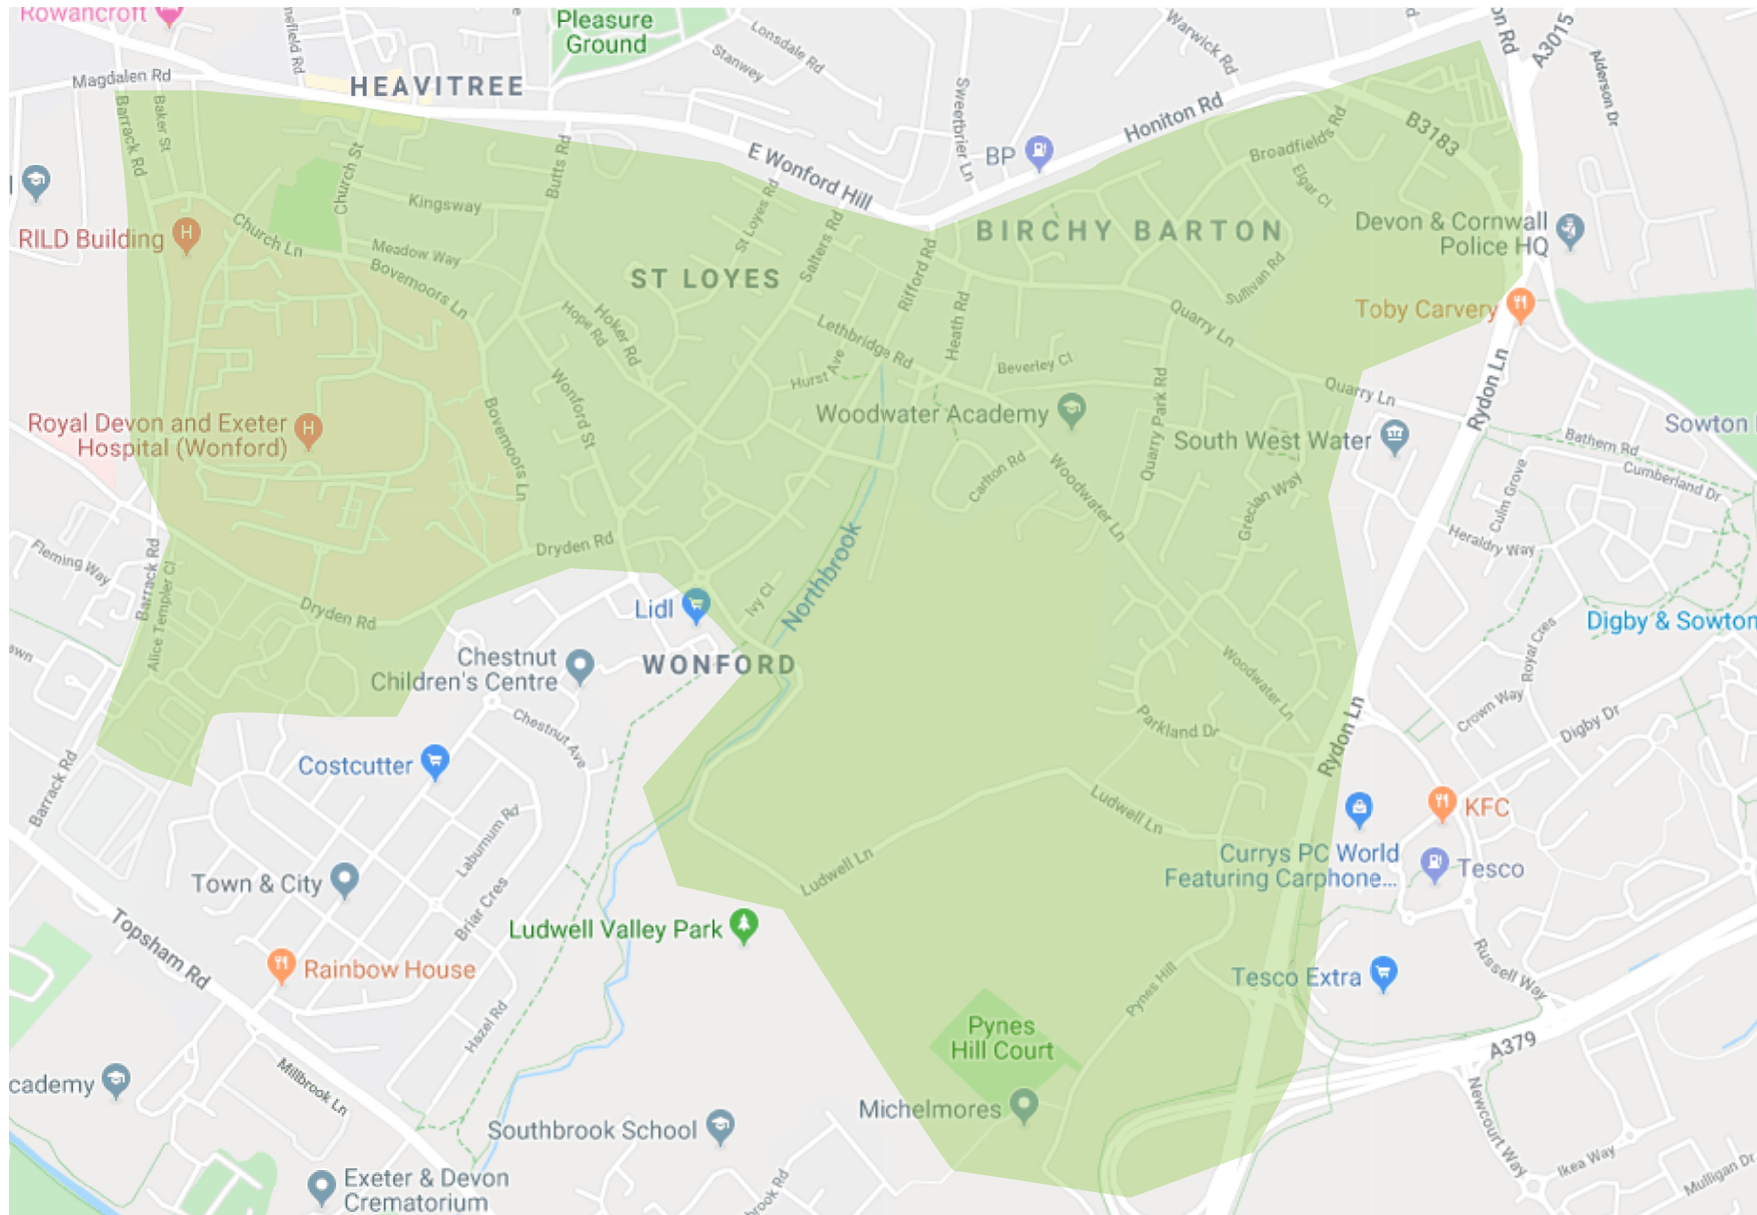 Rowancroft
Pleasure
Ground
Lonsdale Rd
Stanwey
Warwick Rd
A3015
Alderson Dr
Magdalen Rd
HEAVITREE
Sweetbrier Ln
Honiton Rd
B3183
Barrack Rd
Baker St
Church St
Butts Rd
E Wonford Hill
BP
Broadfields Rd
Elgar Cl
Kingsway
St Loyes Rd
Salters Rd
Rifford Rd
BIRCHY BARTON
Devon & Cornwall
Police HQ
RILD Building
Church Ln
Meadow Way
Bovemoors Ln
ST LOYES
Sullivan Rd
Hope Rd
Hoker Rd
Lethbridge Rd
Heath Rd
Quarry Ln
Toby Carvery
Hurst Ave
Beverley Cl
Quarry Park Rd
Quarry Ln
Rydon Ln
Wonford St
Bovemoors Ln
Woodwater Academy
Royal Devon and Exeter
Hospital (Wonford)
South West Water
Sowton
Bathern Rd
Cumberland Dr
Culm Grove
Carlton Rd
Woodwater Ln
Grecian Way
Heraldry Way
Fleming Way
Barrack Rd
Alice Templer Cl
Dryden Rd
Northbrook
Dryden Rd
Ivy Cl
Lidl
Digby & Sowton
Royal Cres
WONFORD
Chestnut
Children's Centre
Woodwater Ln
Crown Way
Digby Dr
Parkland Dr
Rydon Ln
Chestnut Ave
Costcutter
Barrack Rd
Ludwell Ln
KFC
Laburnum Rd
Currys PC World
Featuring Carphone...
Tesco
Ludwell Ln
Town & City
Briar Cres
Topsham Rd
Ludwell Valley Park
Rainbow House
Tesco Extra
Pynes Hill
Russell Way
Hazel Rd
Pynes
Hill Court
A379
Millbrook Ln
cademy
Michelmores
Southbrook School
Newcourt Way
Ikea Way
Mulligan Dr
Exeter & Devon
Crematorium
brook Rd